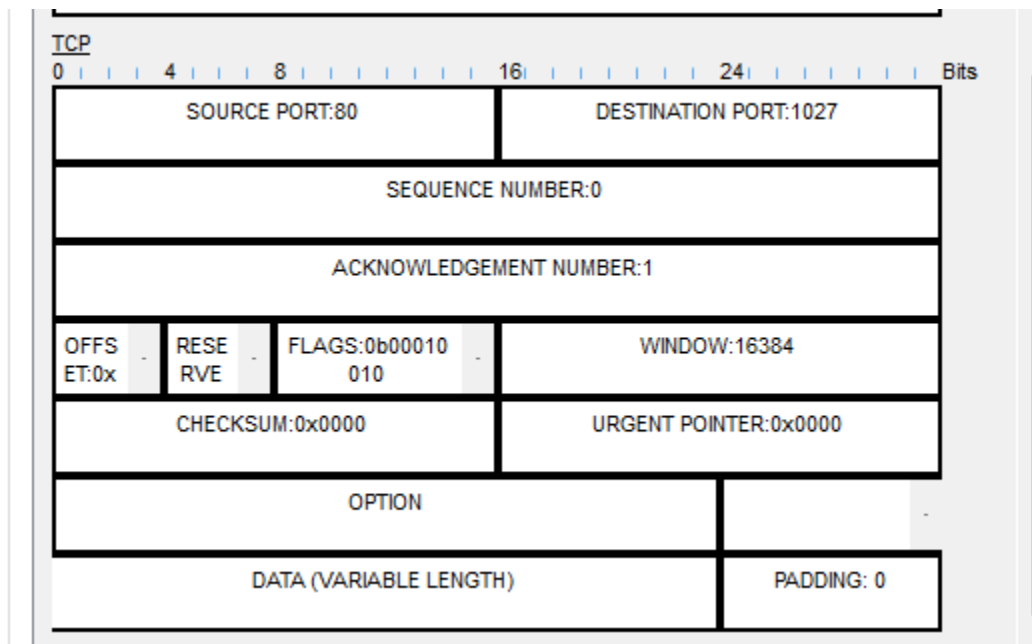 TCP
0 4 8 16 24 Bits
SOURCE PORT:80 DESTINATION PORT:1027
SEQUENCE NUMBER:0
ACKNOWLEDGEMENT NUMBER:1
OFFS RESE FLAGS:0b00010 WINDOW:16384
ET:0x RVE 010
CHECKSUM:0x0000 URGENT POINTER:0x0000
OPTION
DATA (VARIABLE LENGTH) PADDING: 0